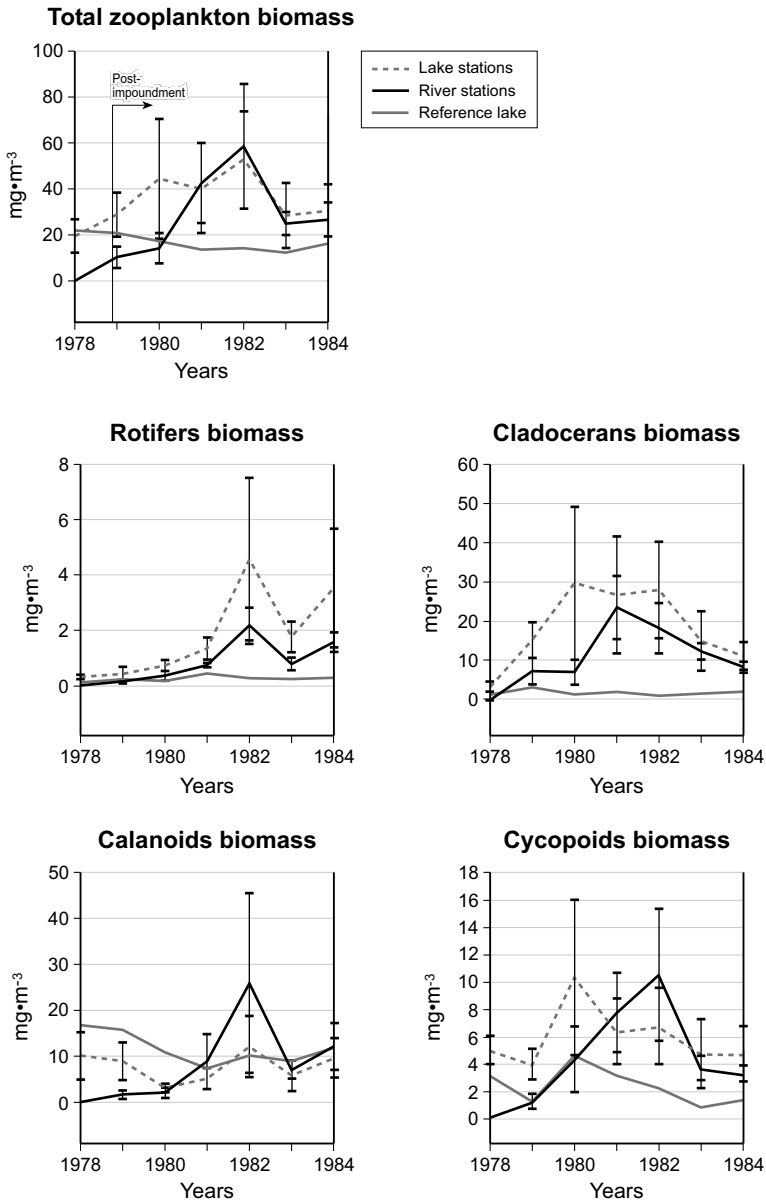 Total zooplankton biomass
100
80
60
40
20
0
mg•m-3
Post-
impoundment
1978 1980 1982 1984
Years
Lake stations
River stations
Reference lake
Rotifers biomass
8
6
4
2
0
mg•m-3
1978 1980 1982 1984
Years
Cladocerans biomass
60
50
40
30
20
10
0
mg•m-3
1978 1980 1982 1984
Years
Calanoids biomass
50
40
30
20
10
0
mg•m-3
1978 1980 1982 1984
Years
Cycopoids biomass
18
16
14
12
10
8
6
4
2
0
mg•m-3
1978 1980 1982 1984
Years